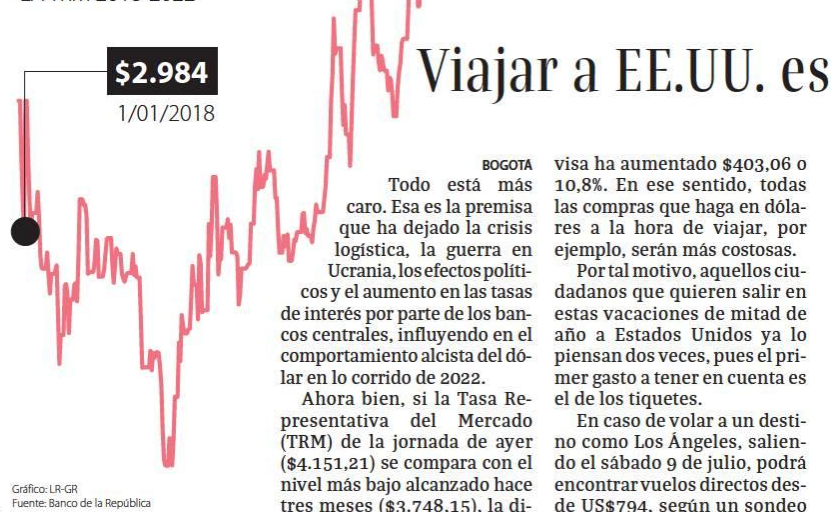 $2.984
1/01/2018
Viajar a EE.UU. es
BOGOTÁ
Todo está más
caro. Esa es la premisa
que ha dejado la crisis
logística, la guerra en
Ucrania, los efectos políti-
cos y el aumento en las tasas
de interés por parte de los ban-
cos centrales, influyendo en el
comportamiento alcista del dó-
lar en lo corrido de 2022.
Ahora bien, si la Tasa Re-
presentativa del Mercado
(TRM) de la jornada de ayer
($4.151,21) se compara con el
nivel más bajo alcanzado hace
tres meses ($3.748,15), la di-
visa ha aumentado $403,06 o
10,8%. En ese sentido, todas
las compras que haga en dóla-
res a la hora de viajar, por
ejemplo, serán más costosas.
Por tal motivo, aquellos ciu-
dadanos que quieren salir en
estas vacaciones de mitad de
año a Estados Unidos ya lo
piensan dos veces, pues el pri-
mer gasto a tener en cuenta es
el de los tiquetes.
En caso de volar a un desti-
no como Los Ángeles, salien-
do el sábado 9 de julio, podrá
encontrar vuelos directos des-
de US$794, según un sondeo
Gráfico: LR-GR
Fuente: Banco de la República